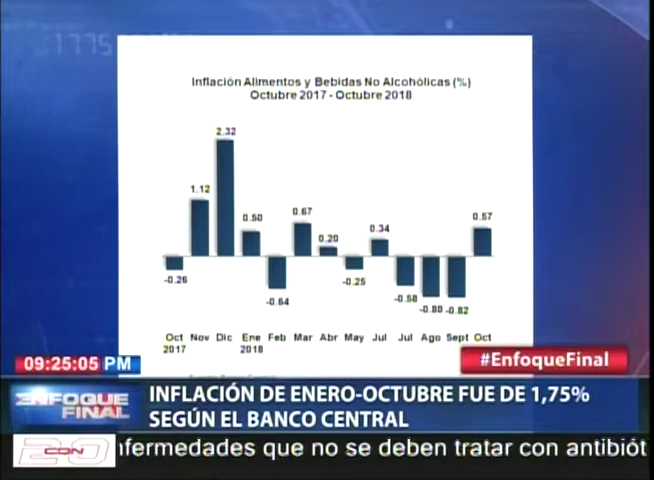 Inflación Alimentos y Bebidas No Alcohólicas (%)
Octubre 2017 - Octubre 2018
-0.26
1.12
2.32
0.50
-0.64
0.67
0.20
-0.25
0.34
-0.58
-0.80
-0.82
0.57
Oct Nov Dic Ene Feb Mar Abr May Jul Jul Ago Sept Oct
2017 2018
09:25:05 PM
#EnfoqueFinal
ENFOQUE
FINAL
INFLACIÓN DE ENERO-OCTUBRE FUE DE 1,75%
SEGÚN EL BANCO CENTRAL
CDN
nfermedades que no se deben tratar con antibiót